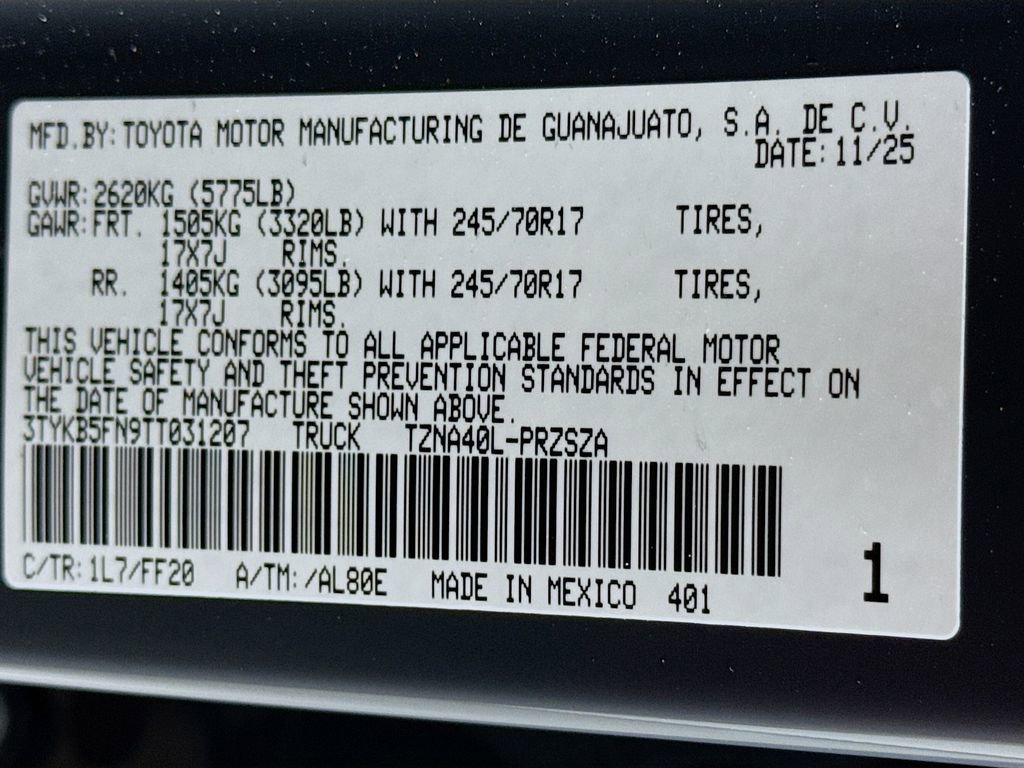 MFD.BY: TOYOTA MOTOR MANUFACTURING DE GUANAJUATO, S.A. DE C.V.
DATE: 11/25
GVWR: 2620KG (5775LB)
GAWR: FRT. 1505KG (3320LB) WITH 245/70R17 TIRES,
17X7J RIMS.
RR. 1405KG (3095LB) WITH 245/70R17 TIRES,
17X7J RIMS.
THIS VEHICLE CONFORMS TO ALL APPLICABLE FEDERAL MOTOR
VEHICLE SAFETY AND THEFT PREVENTION STANDARDS IN EFFECT ON
THE DATE OF MANUFACTURE SHOWN ABOVE.
3TYKB5FN9TT031207 TRUCK TZNA40L-PRZSZA
C/TR: 1L7/FF20 A/TM: /AL80E MADE IN MEXICO 401
1